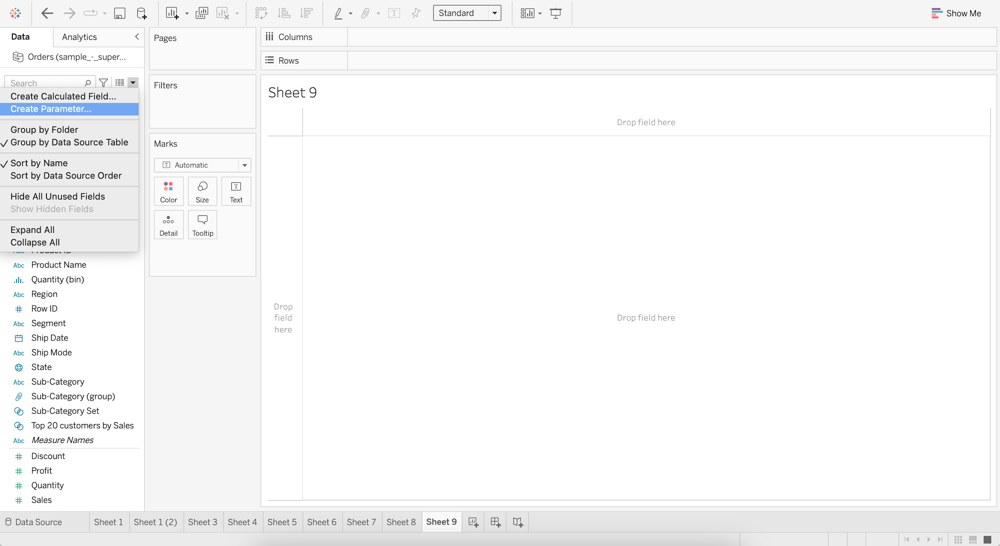 Standard
Show Me
Data
Analytics
Orders (sample_-_super...
Search
Create Calculated Field...
Create Parameter...
Group by Folder
Group by Data Source Table
Sort by Name
Sort by Data Source Order
Hide All Unused Fields
Show Hidden Fields
Expand All
Collapse All
Abc Product ID
Abc Product Name
Quantity (bin)
Abc Region
Row ID
Abc Segment
Ship Date
Abc Ship Mode
State
Abc Sub-Category
Sub-Category (group)
Sub-Category Set
Top 20 customers by Sales
Abc Measure Names
Discount
Profit
Quantity
Sales
Pages
Filters
Marks
T Automatic
Color
Size
T
Text
Detail
Tooltip
Columns
Rows
Sheet 9
Drop field here
Drop
field
here
Drop field here
Data Source
Sheet 1
Sheet 1 (2)
Sheet 3
Sheet 4
Sheet 5
Sheet 6
Sheet 7
Sheet 8
Sheet 9